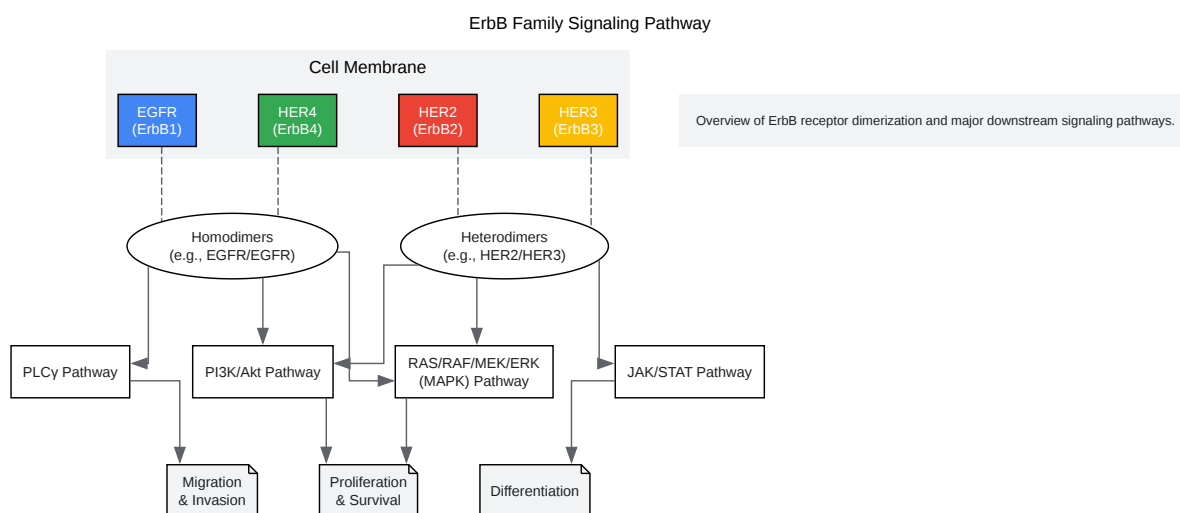 ErbB Family Signaling Pathway
Cell Membrane
EGFR
(ErbB1)
HER4
(ErbB4)
HER2
(ErbB2)
HER3
(ErbB3)
Overview of ErbB receptor dimerization and major downstream signaling pathways.
Homodimers
(e.g., EGFR/EGFR)
Heterodimers
(e.g., HER2/HER3)
PLCγ Pathway
PI3K/Akt Pathway
RAS/RAF/MEK/ERK
(MAPK) Pathway
JAK/STAT Pathway
Migration
& Invasion
Proliferation
& Survival
Differentiation